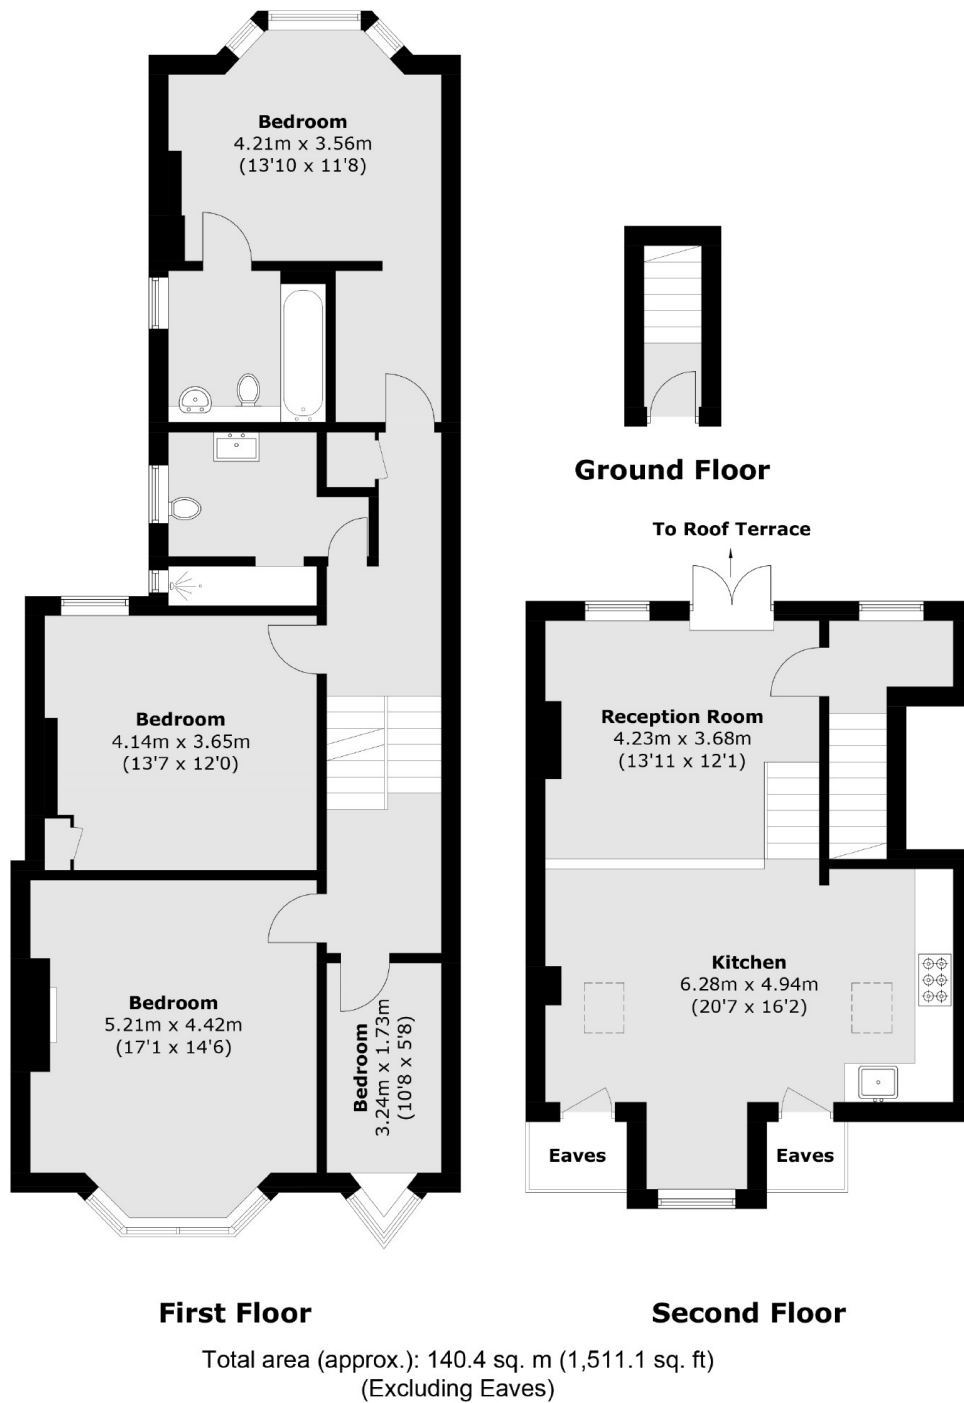 Bedroom
4.21m x 3.56m
(13'10 x 11'8)
Ground Floor
To Roof Terrace
Bedroom
4.14m x 3.65m
(13'7 x 12'0)
Reception Room
4.23m x 3.68m
(13'11 x 12'1)
Bedroom
5.21m x 4.42m
(17'1 x 14'6)
Bedroom
3.24m x 1.73m
(10'8 x 5'8)
Kitchen
6.28m x 4.94m
(20'7 x 16'2)
Eaves
Eaves
First Floor
Second Floor
Total area (approx.): 140.4 sq. m (1,511.1 sq. ft)
(Excluding Eaves)